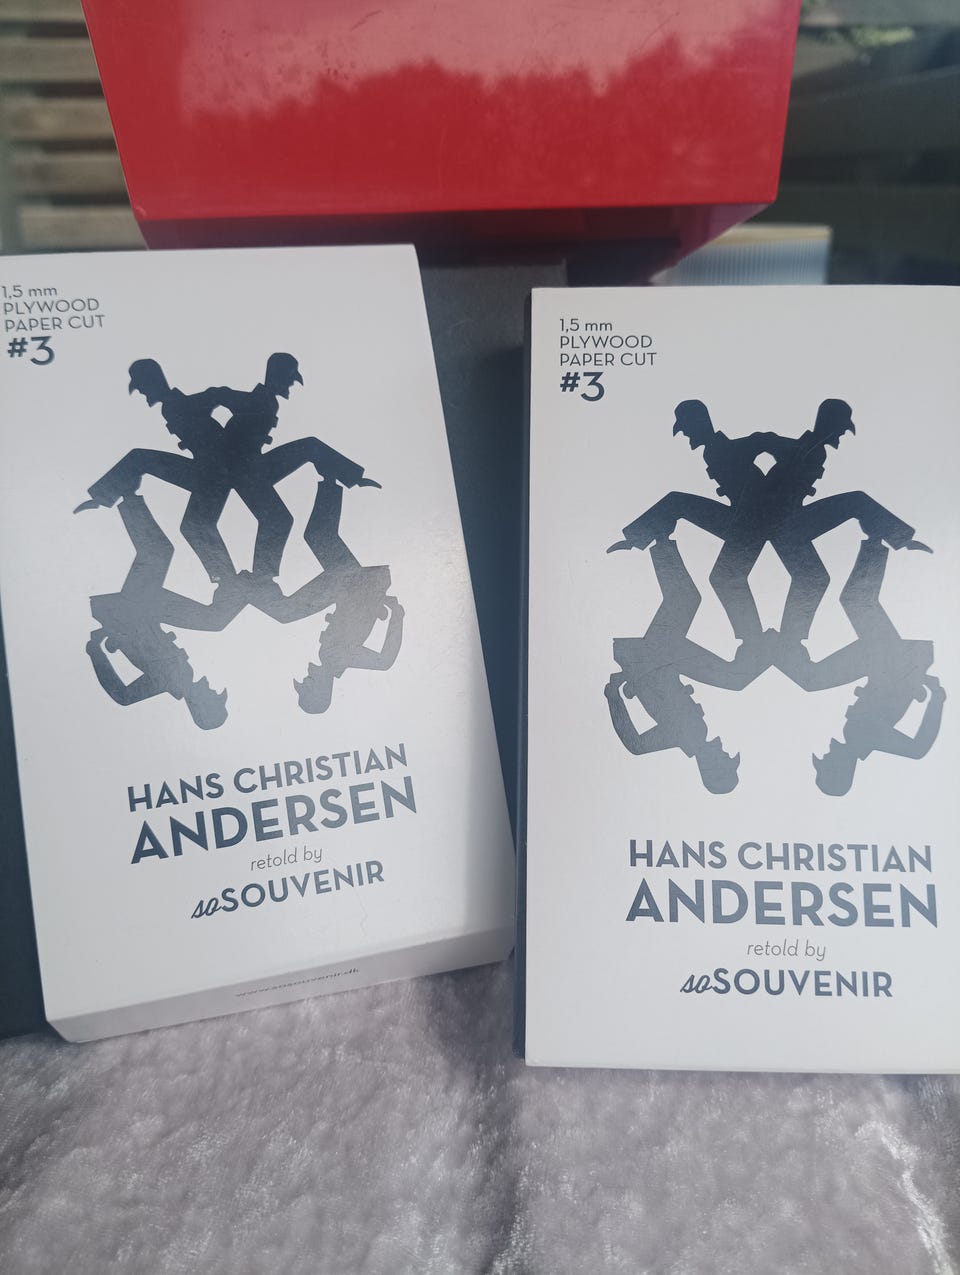 1,5 mm
PLYWOOD
PAPER CUT
#3
HANS CHRISTIAN
ANDERSEN
retold by
soSOUVENIR
www.sosouvenir.dk
1,5 mm
PLYWOOD
PAPER CUT
#3
HANS CHRISTIAN
ANDERSEN
retold by
soSOUVENIR